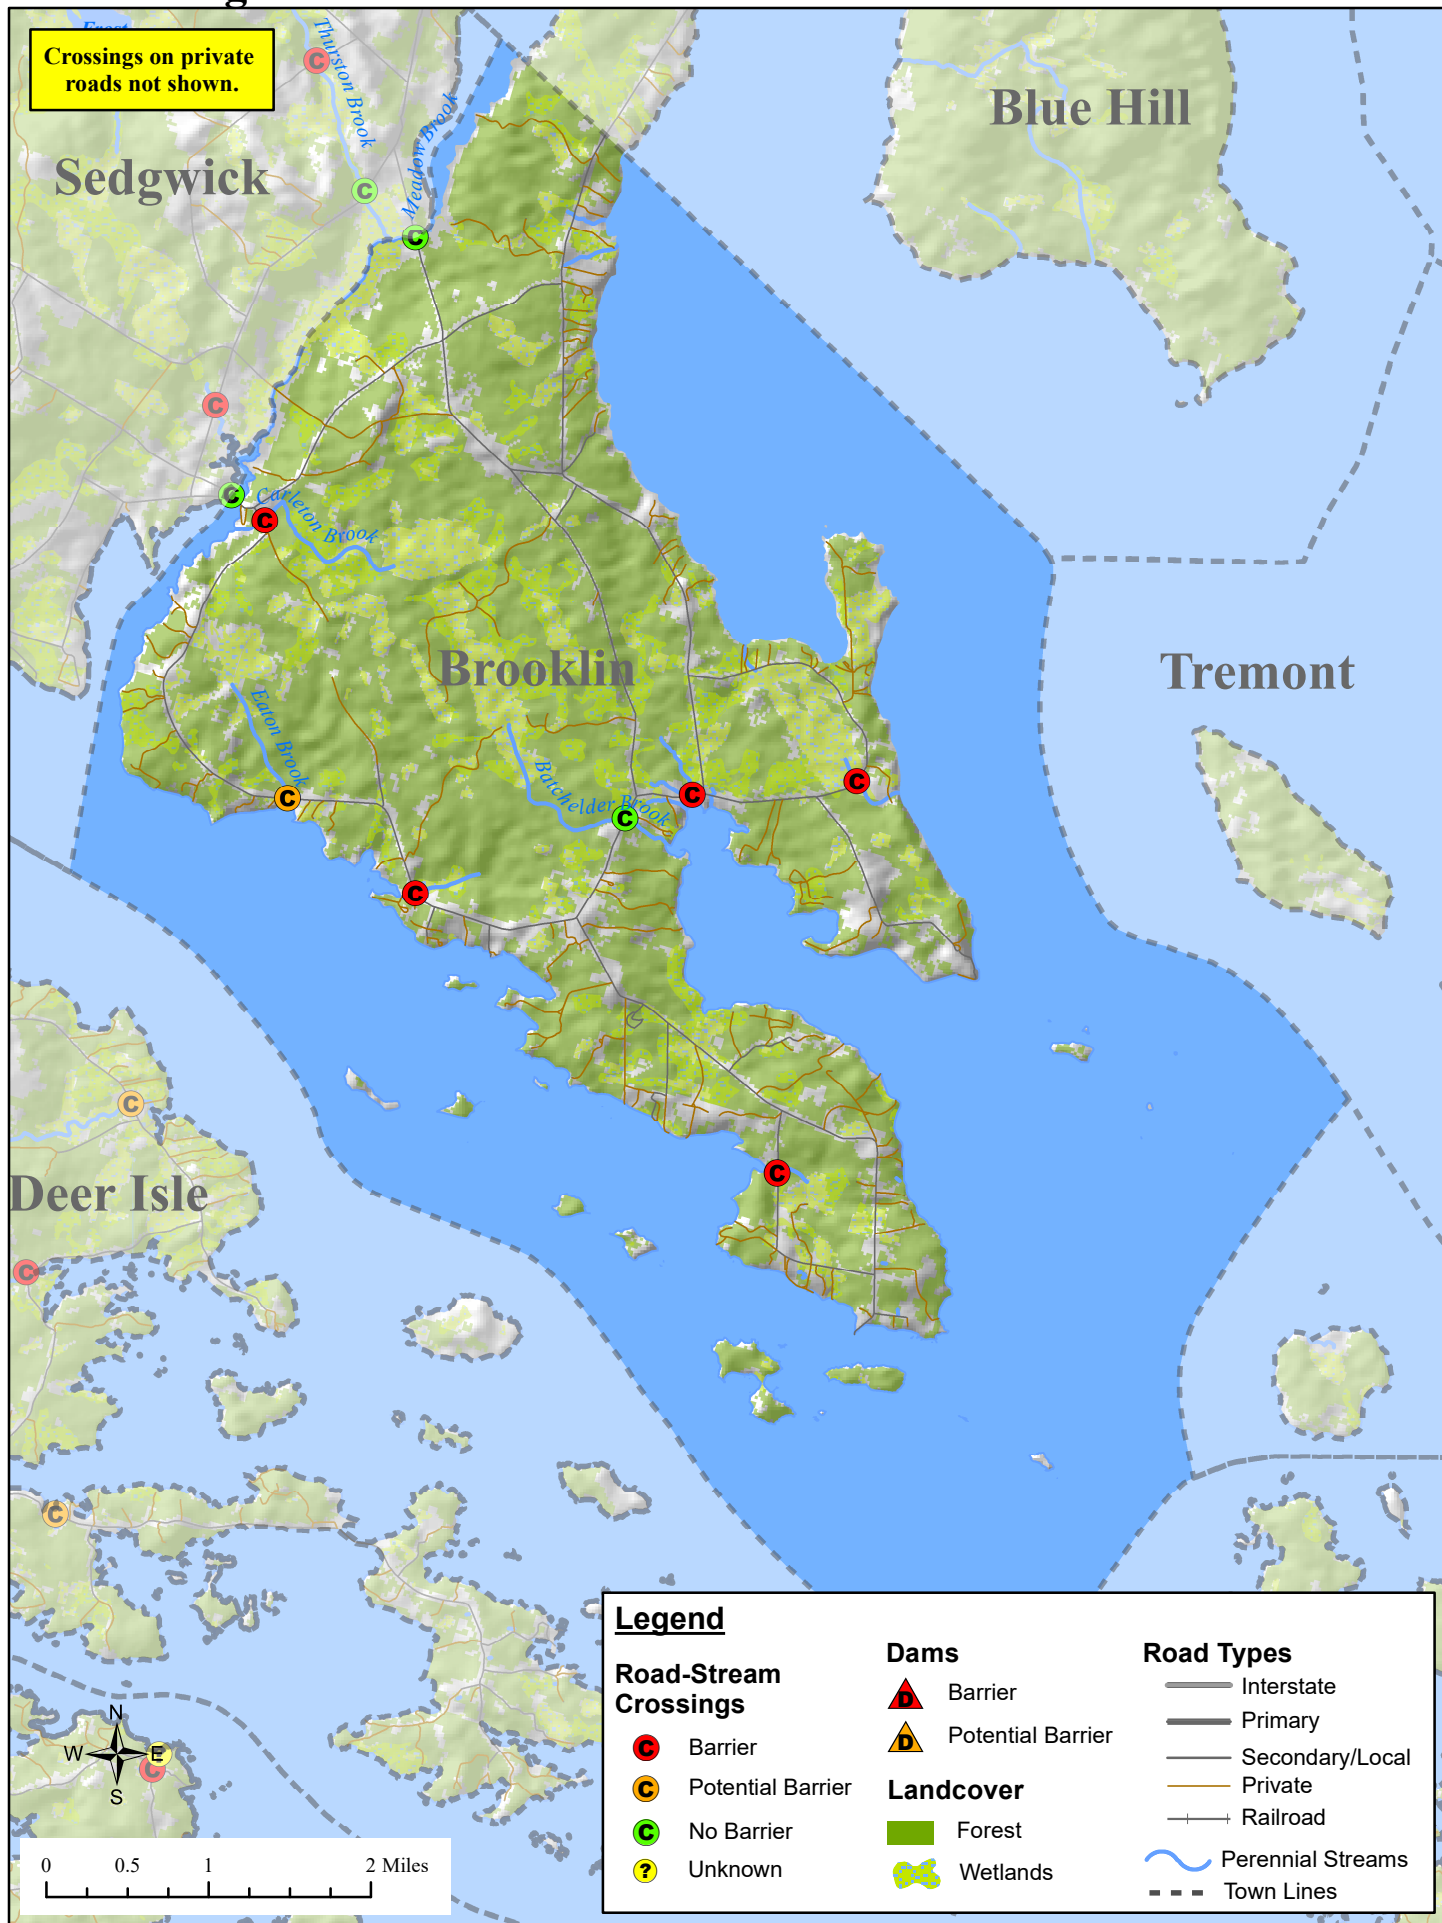 Crossings on private
roads not shown.
Thurston Brook
Meadow Brook
Blue Hill
Sedgwick
C
C
C
C
C
Carleton Brook
C
Brooklin
Tremont
Eaton Brook
Batchelder Brook
C
C
C
C
C
C
Deer Isle
C
C
C
Legend
Road-Stream
Crossings
C Barrier
C Potential Barrier
C No Barrier
? Unknown
Dams
D Barrier
D Potential Barrier
Landcover
Forest
Wetlands
Road Types
Interstate
Primary
Secondary/Local
Private
Railroad
Perennial Streams
Town Lines
N
W E
S
?
C
0 0.5 1 2 Miles